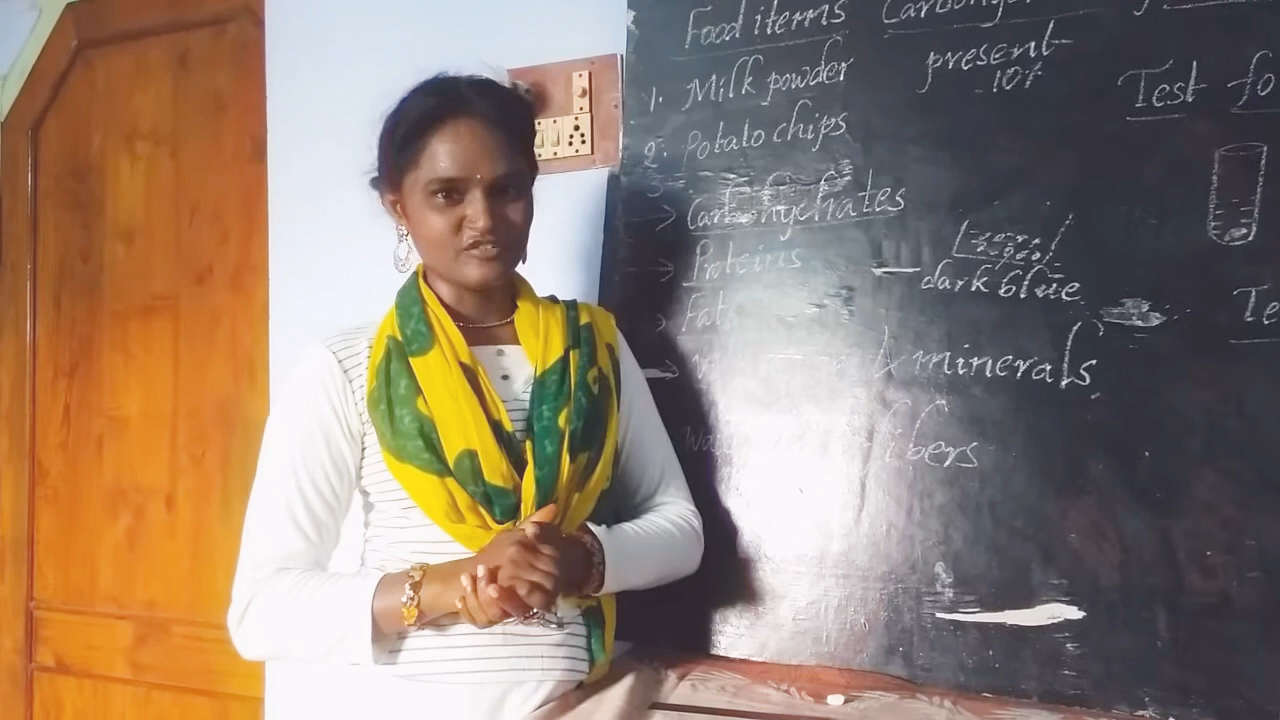 Food items
present
10%
1. Milk powder
2. Potato chips
Test fo
→ Carbohydrates
→ Proteins
dark blue
Fat
& minerals
Te
fibers